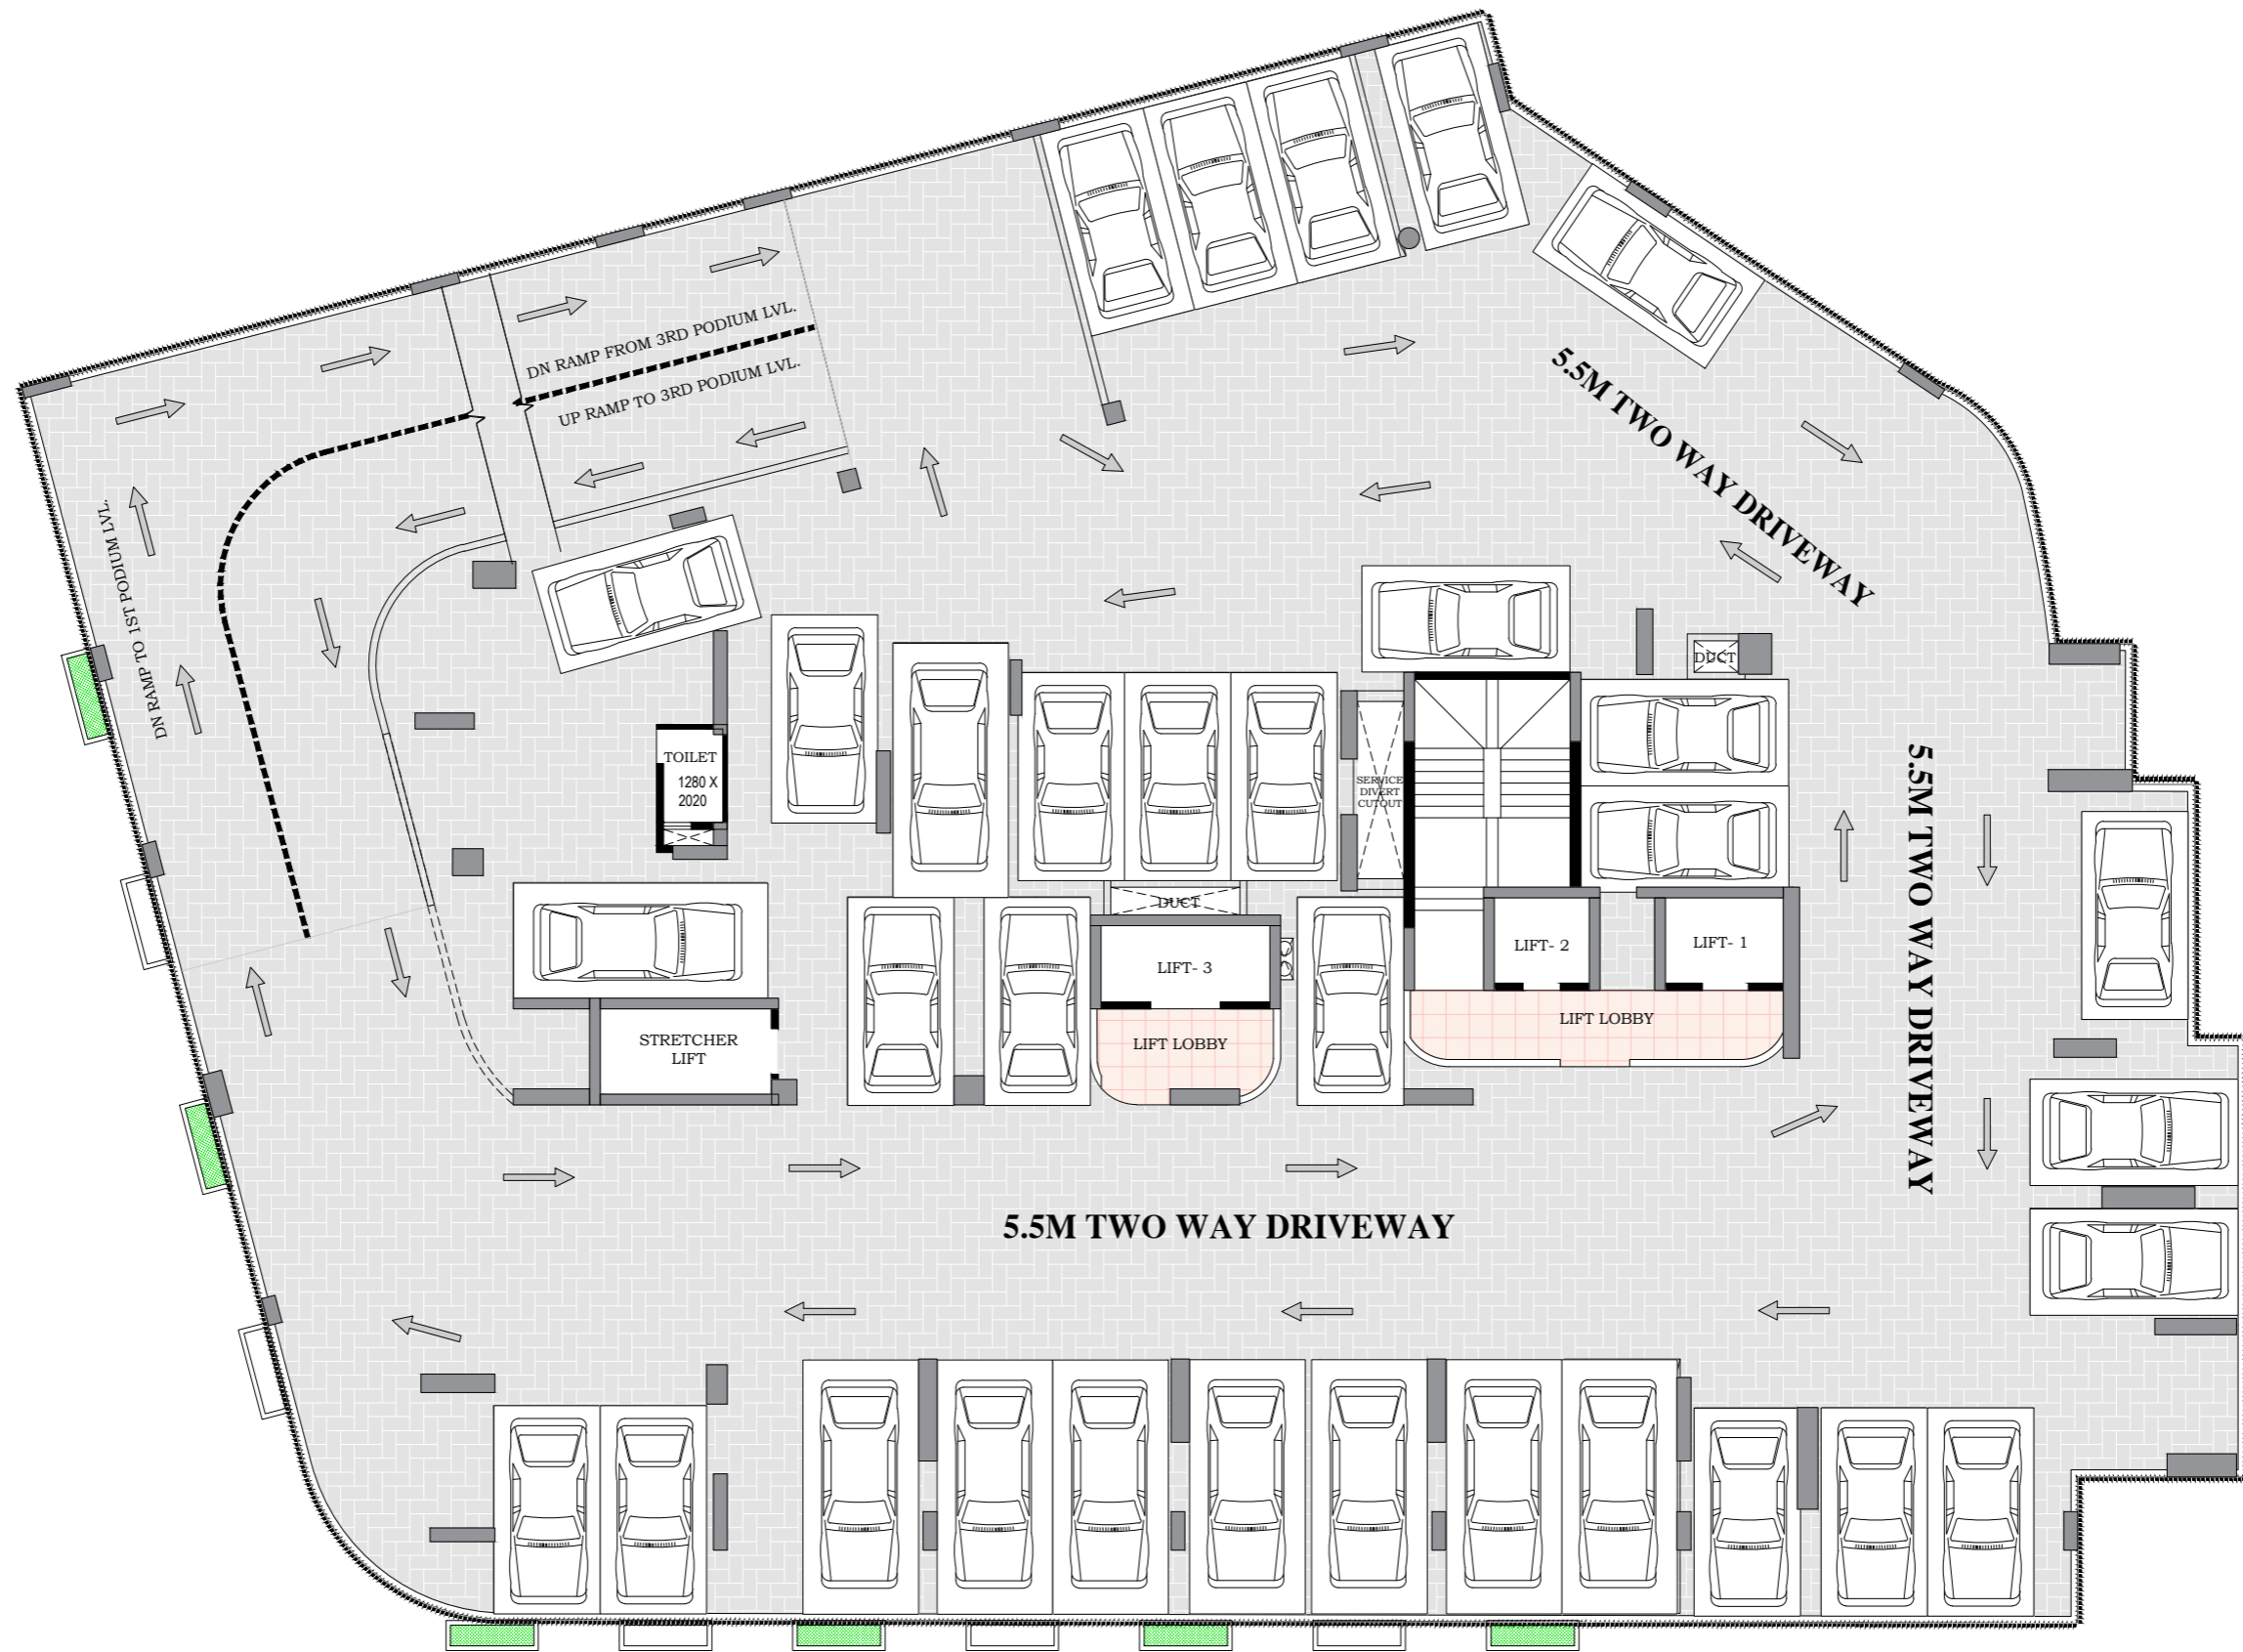 DN RAMP FROM 3RD PODIUM LVL.
UP RAMP TO 3RD PODIUM LVL.
5.5M TWO WAY DRIVEWAY
DN RAMP TO 1ST PODIUM LVL.
DUCT
TOILET
1280 X
2020
SERVICE
DIVERT
CUTOUT
5.5M TWO WAY DRIVEWAY
DUCT
LIFT- 3
LIFT- 2
LIFT- 1
STRETCHER
LIFT
LIFT LOBBY
LIFT LOBBY
5.5M TWO WAY DRIVEWAY